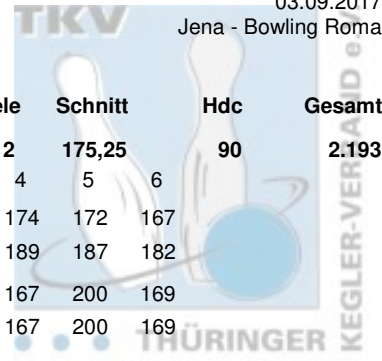 03.09.2017
TKV
Jena - Bowling Roma
ele Schnitt Hdc Gesamt
2 175,25 90 2.193
4 5 6
174 172 167
189 187 182
167 200 169
167 200 169
THÜRINGER
KEGLER-VERBAND e.V.